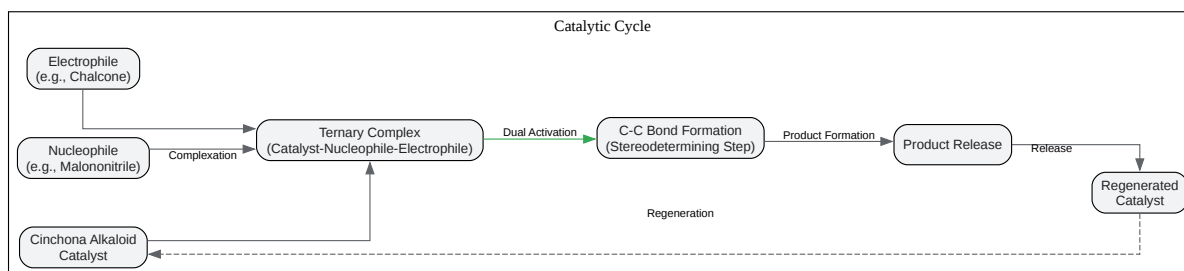 Catalytic Cycle
Electrophile
(e.g., Chalcone)
Nucleophile
(e.g., Malononitrile)
Complexation
Ternary Complex
(Catalyst-Nucleophile-Electrophile)
Dual Activation
C-C Bond Formation
(Stereodetermining Step)
Product Formation
Product Release
Release
Regenerated
Catalyst
Regeneration
Cinchona Alkaloid
Catalyst